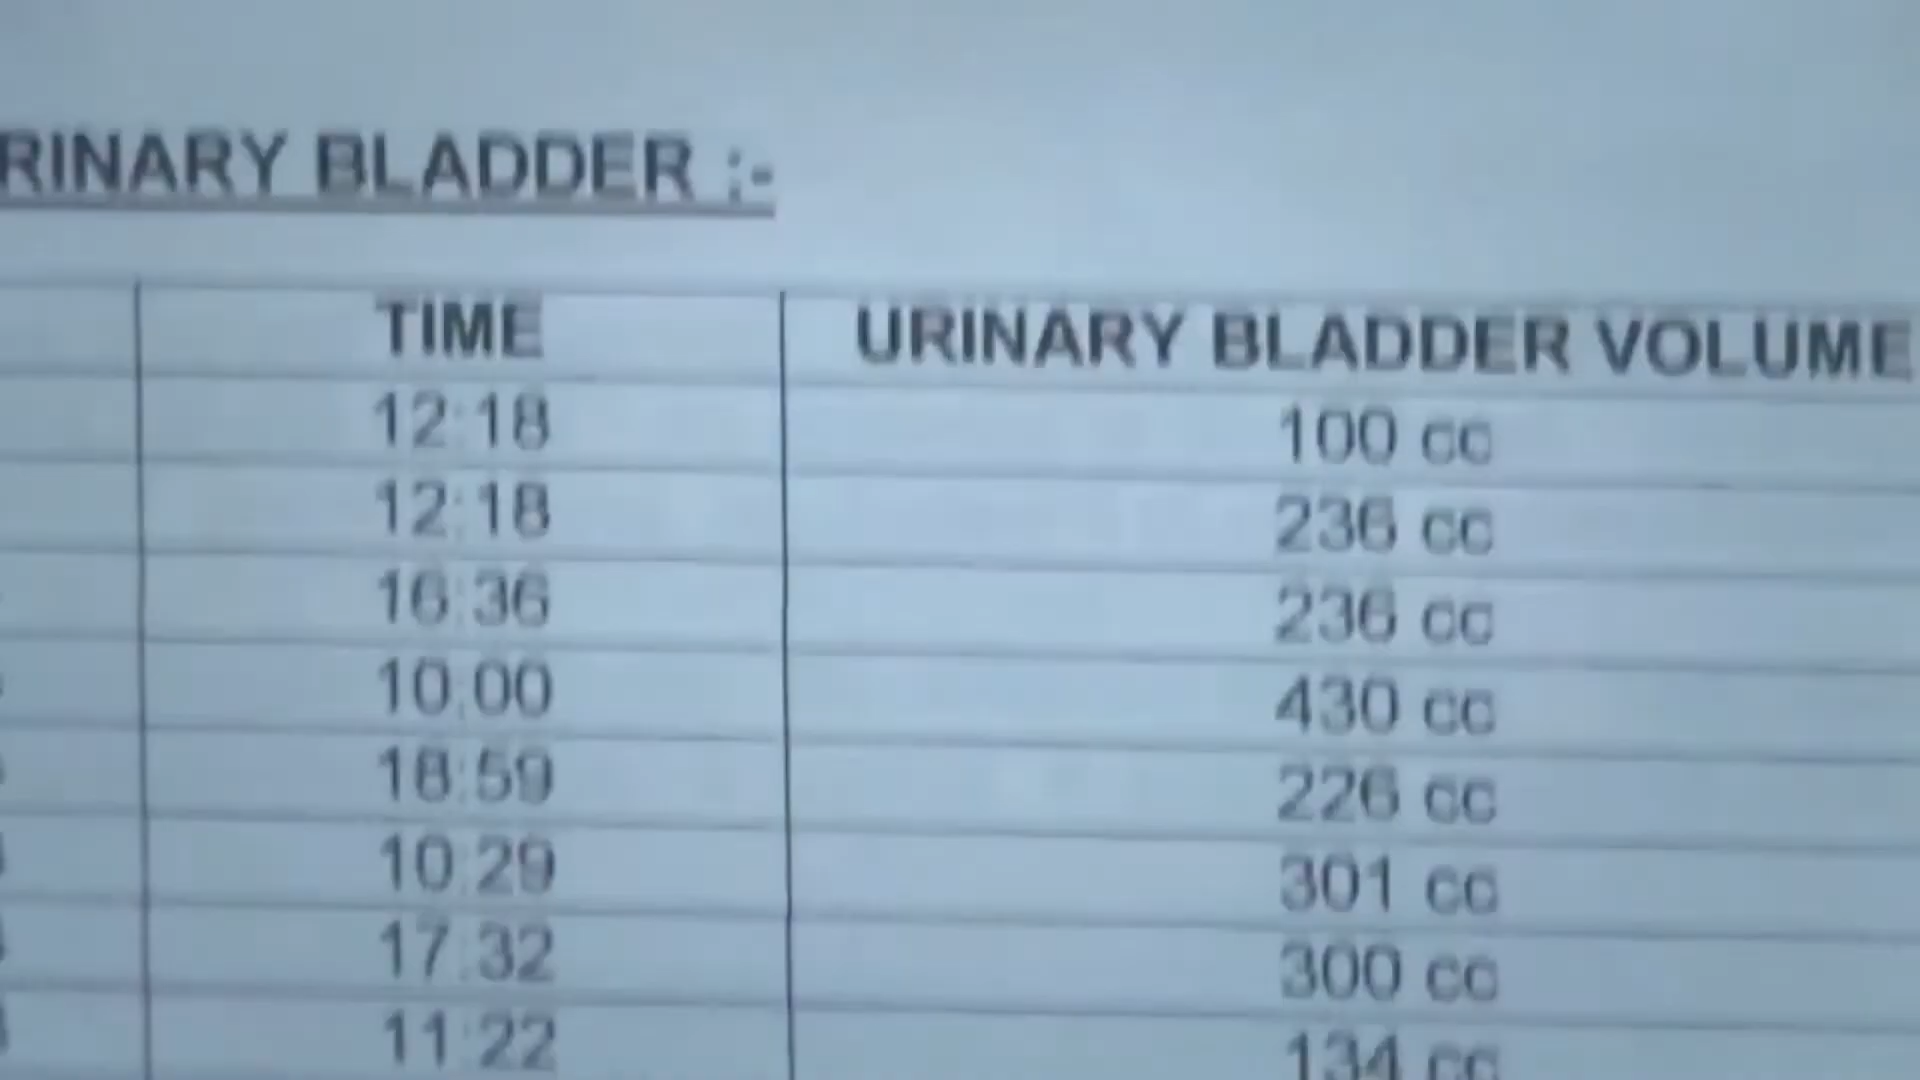 RINARY BLADDER :-
TIME URINARY BLADDER VOLUME
12:18 100 cc
12:18 236 cc
16:36 236 cc
10:00 430 cc
18:59 226 cc
10:29 301 cc
17:32 300 cc
11:22 134 cc